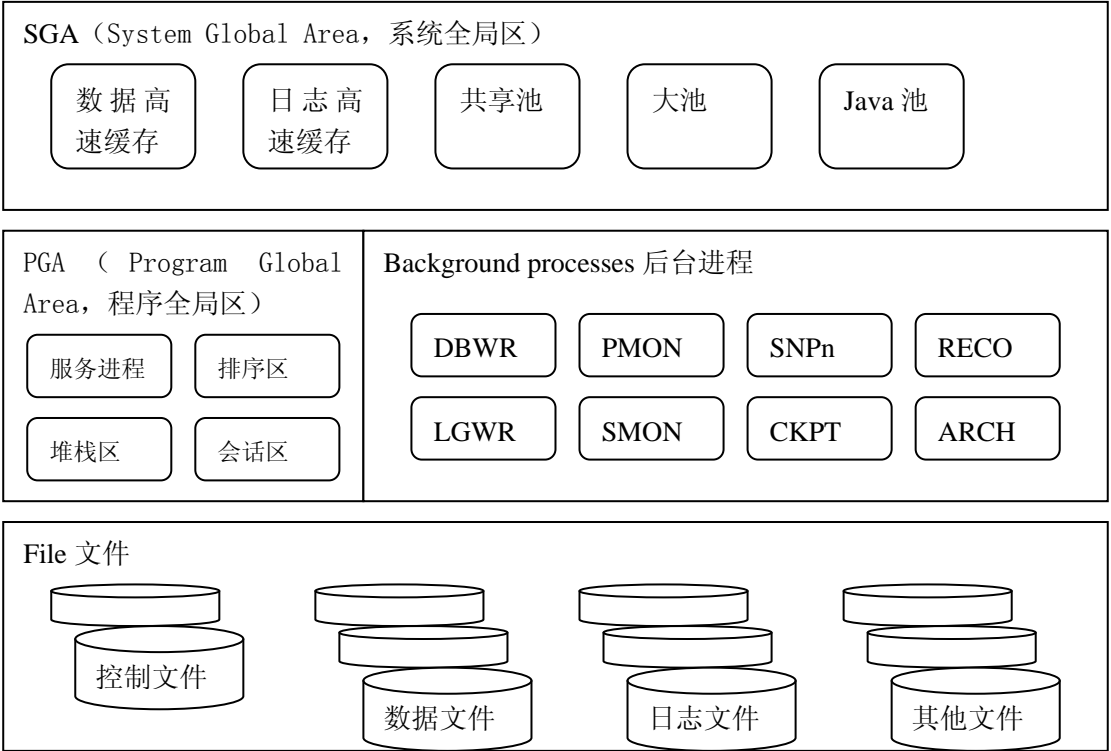 SGA（System Global Area，系统全局区）
数据高
速缓存
日志高
速缓存
共享池
大池
Java 池
PGA （ Program Global
Area，程序全局区）
服务进程
排序区
堆栈区
会话区
Background processes 后台进程
DBWR
PMON
SNPn
RECO
LGWR
SMON
CKPT
ARCH
File 文件
控制文件
数据文件
日志文件
其他文件